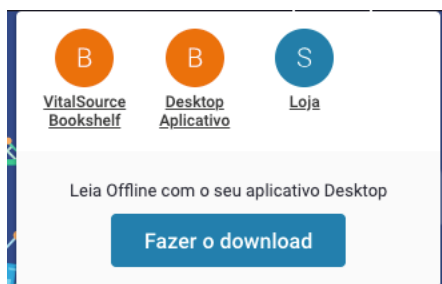 B B S
VitalSource Desktop Loja
Bookshelf Aplicativo
Leia Offline com o seu aplicativo Desktop
Fazer o download